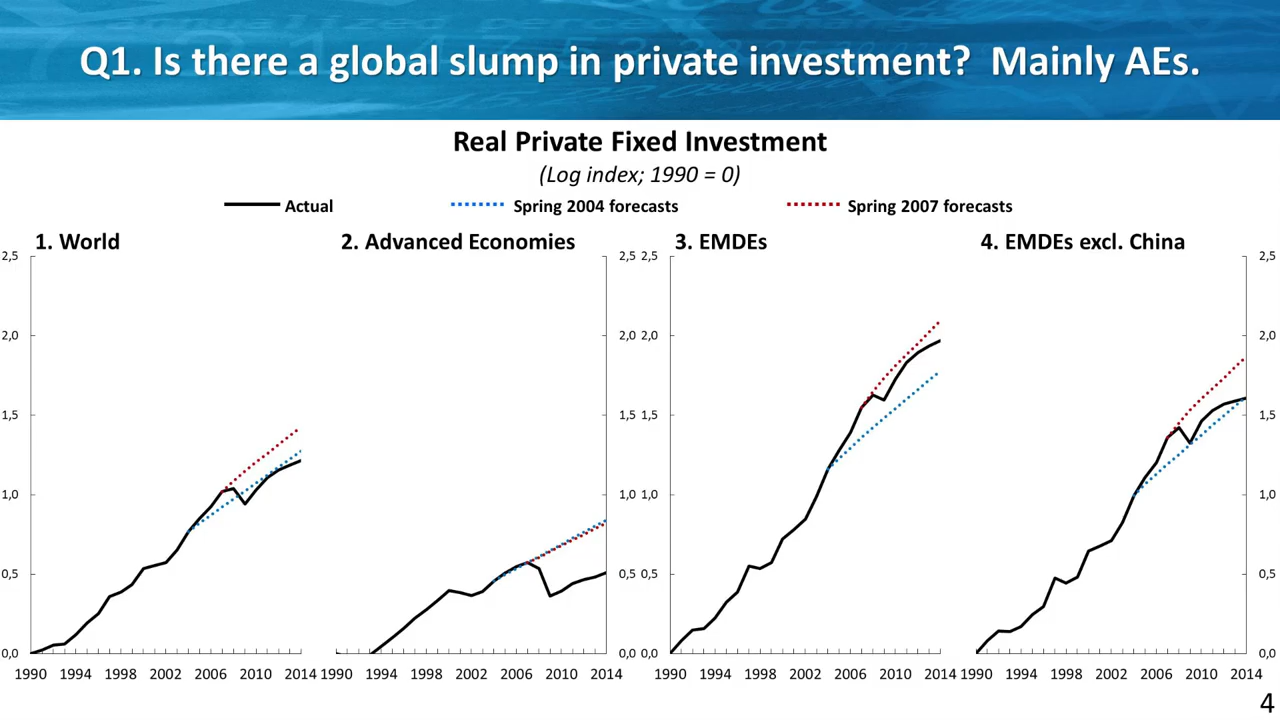 Q1. Is there a global slump in private investment?  Mainly AEs.
Real Private Fixed Investment
(Log index; 1990 = 0)
Actual Spring 2004 forecasts Spring 2007 forecasts
1. World 2. Advanced Economies 3. EMDEs 4. EMDEs excl. China
2,5 2,5 2,5 2,5
2,0 2,0 2,0 2,0
1,5 1,5 1,5 1,5
1,0 1,0 1,0 1,0
0,5 0,5 0,5 0,5
0,0 0,0 0,0 0,0
1990 1994 1998 2002 2006 2010 2014 1990 1994 1998 2002 2006 2010 2014 1990 1994 1998 2002 2006 2010 2014 1990 1994 1998 2002 2006 2010 2014
4